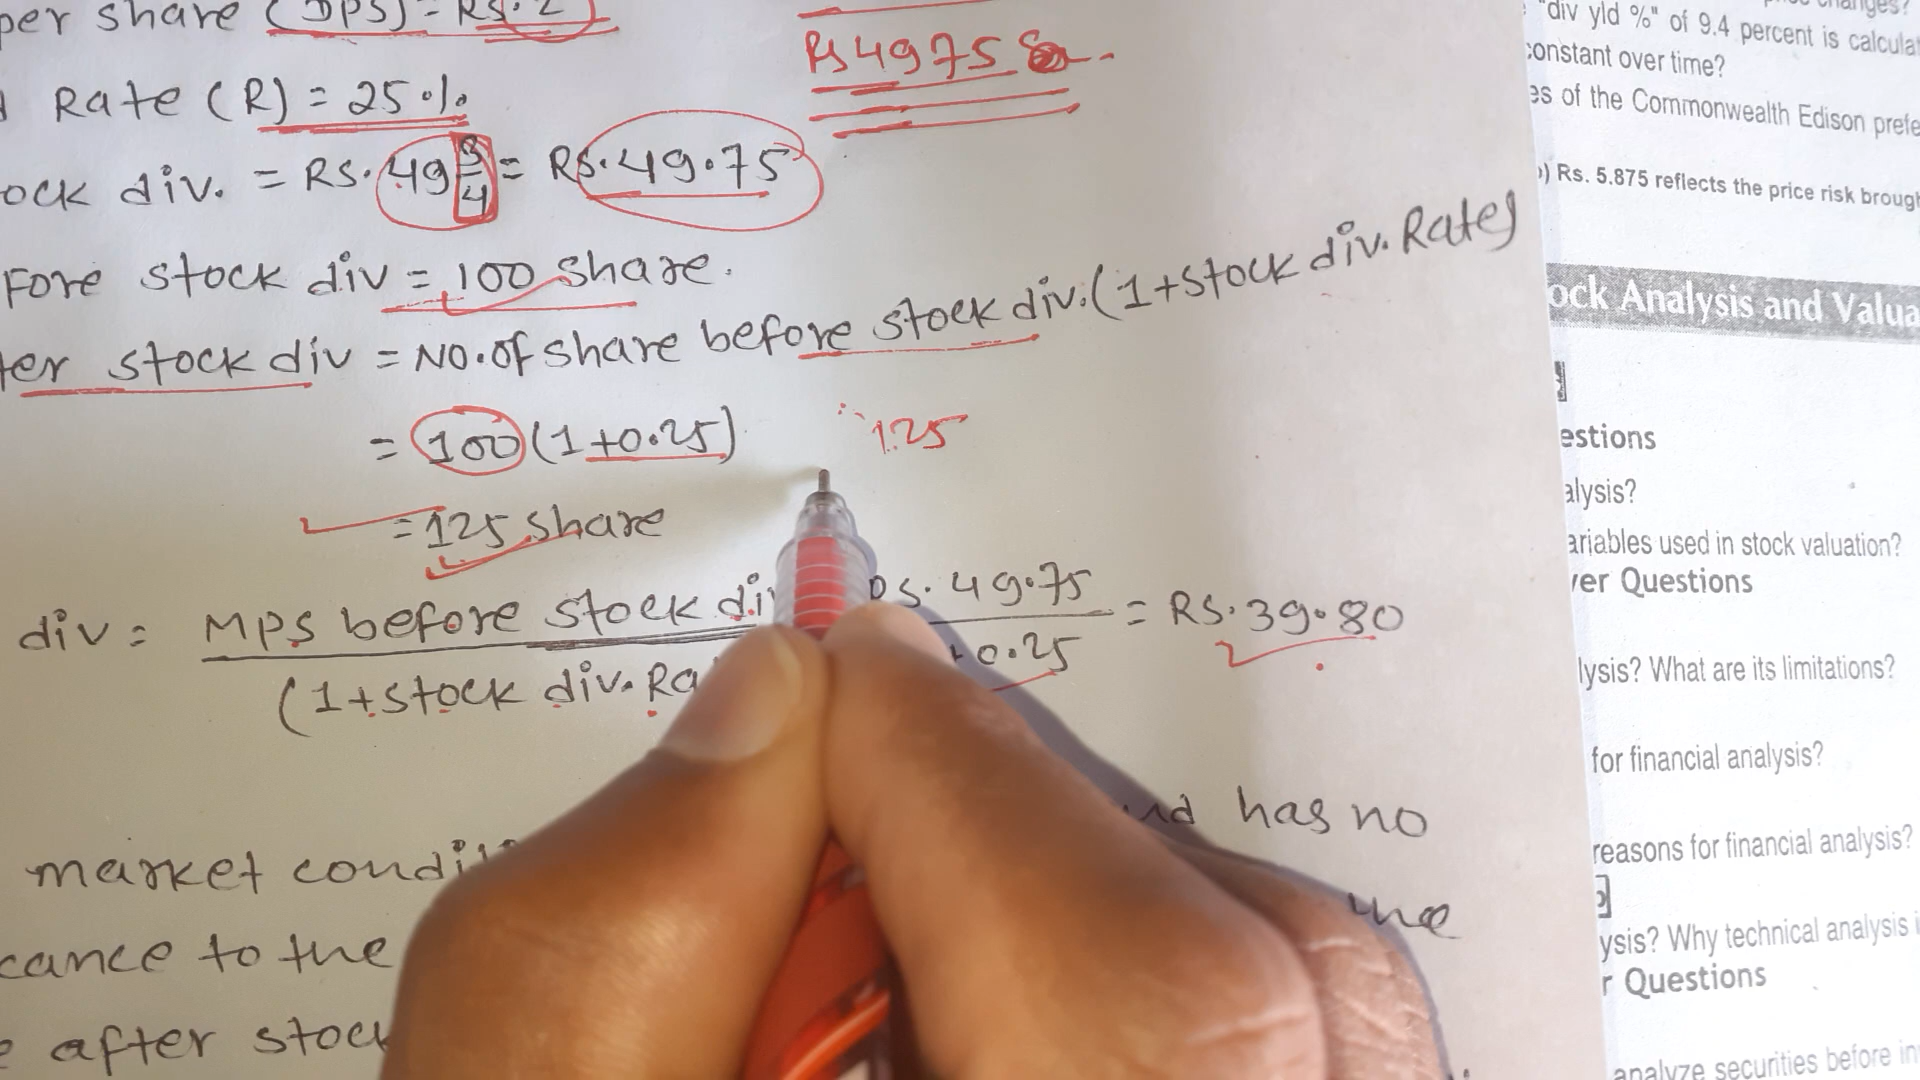 per share (DPS) = RS. 2
RS 4975
Rate (R) = 25%
ock div. = RS. 49 3/4 = RS. 49.75
Fore stock div = 100 share.
ter stock div = NO. of share before stock div. (1+stock div. Rate)
= 100 (1+0.25)
125
= 125 share
div = MPS before stock di
(1+stock div. Ra
s. 49.75
+ 0.25
= RS. 39.80
has no
market condi
the
cance to the
after stock
"div yld %" of 9.4 percent is calcula
constant over time?
es of the Commonwealth Edison prefe
) Rs. 5.875 reflects the price risk brough
ock Analysis and Valua
estions
alysis?
ariables used in stock valuation?
er Questions
lysis? What are its limitations?
for financial analysis?
reasons for financial analysis?
ysis? Why technical analysis i
r Questions
analyze securities before in